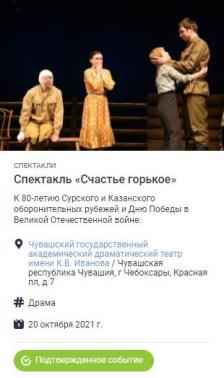 СПЕКТАКЛИ
Спектакль «Счастье горькое»
К 80-летию Сурского и Казанского
оборонительных рубежей и Дню Победы в
Великой Отечественной войне.
Чувашский государственный
академический драматический театр
имени К.В. Иванова / Чувашская
республика Чувашия, г Чебоксары, Красная
пл, д 7
# Драма
20 октября 2021 г.
Подтвержденное событие